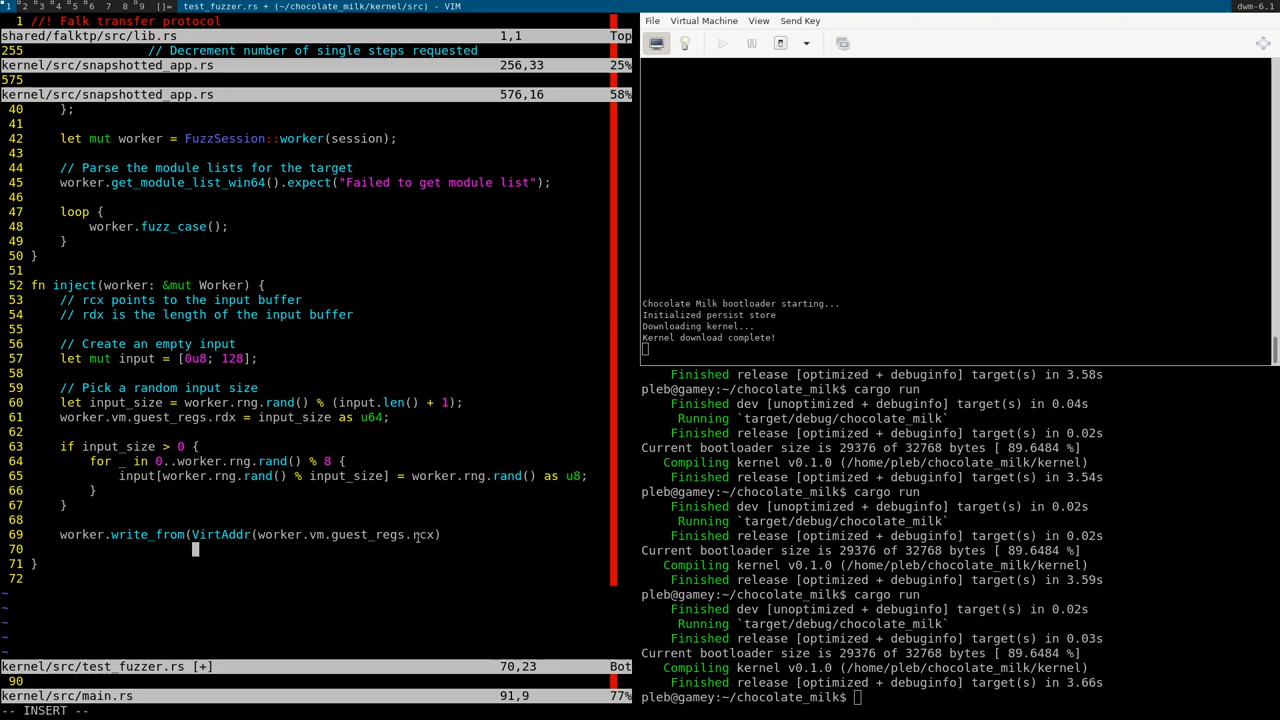 1 2 3 4 5 6 7 8 9 []= test_fuzzer.rs + (~/chocolate_milk/kernel/src) - VIM dwm-6.1
1 //! Falk transfer protocol
shared/falktp/src/lib.rs 1,1 Top
255 // Decrement number of single steps requested
kernel/src/snapshotted_app.rs 256,33 25%
575
kernel/src/snapshotted_app.rs 576,16 58%
40 };
41
42 let mut worker = FuzzSession::worker(session);
43
44 // Parse the module lists for the target
45 worker.get_module_list_win64().expect("Failed to get module list");
46
47 loop {
48 worker.fuzz_case();
49 }
50 }
51
52 fn inject(worker: &mut Worker) {
53 // rcx points to the input buffer
54 // rdx is the length of the input buffer
55
56 // Create an empty input
57 let mut input = [0u8; 128];
58
59 // Pick a random input size
60 let input_size = worker.rng.rand() % (input.len() + 1);
61 worker.vm.guest_regs.rdx = input_size as u64;
62
63 if input_size > 0 {
64 for _ in 0..worker.rng.rand() % 8 {
65 input[worker.rng.rand() % input_size] = worker.rng.rand() as u8;
66 }
67 }
68
69 worker.write_from(VirtAddr(worker.vm.guest_regs.rcx)
70
71 }
72
~
~
~
~
~
kernel/src/test_fuzzer.rs [+] 70,23 Bot
90
kernel/src/main.rs 91,9 77%
-- INSERT --
File Virtual Machine View Send Key
Chocolate Milk bootloader starting...
Initialized persist store
Downloading kernel...
Kernel download complete!
Finished release [optimized + debuginfo] target(s) in 3.58s
pleb@gamey:~/chocolate_milk$ cargo run
Finished dev [unoptimized + debuginfo] target(s) in 0.04s
Running `target/debug/chocolate_milk`
Finished release [optimized + debuginfo] target(s) in 0.02s
Current bootloader size is 29376 of 32768 bytes [ 89.6484 %]
Compiling kernel v0.1.0 (/home/pleb/chocolate_milk/kernel)
Finished release [optimized + debuginfo] target(s) in 3.54s
pleb@gamey:~/chocolate_milk$ cargo run
Finished dev [unoptimized + debuginfo] target(s) in 0.02s
Running `target/debug/chocolate_milk`
Finished release [optimized + debuginfo] target(s) in 0.02s
Current bootloader size is 29376 of 32768 bytes [ 89.6484 %]
Compiling kernel v0.1.0 (/home/pleb/chocolate_milk/kernel)
Finished release [optimized + debuginfo] target(s) in 3.59s
pleb@gamey:~/chocolate_milk$ cargo run
Finished dev [unoptimized + debuginfo] target(s) in 0.02s
Running `target/debug/chocolate_milk`
Finished release [optimized + debuginfo] target(s) in 0.03s
Current bootloader size is 29376 of 32768 bytes [ 89.6484 %]
Compiling kernel v0.1.0 (/home/pleb/chocolate_milk/kernel)
Finished release [optimized + debuginfo] target(s) in 3.66s
pleb@gamey:~/chocolate_milk$